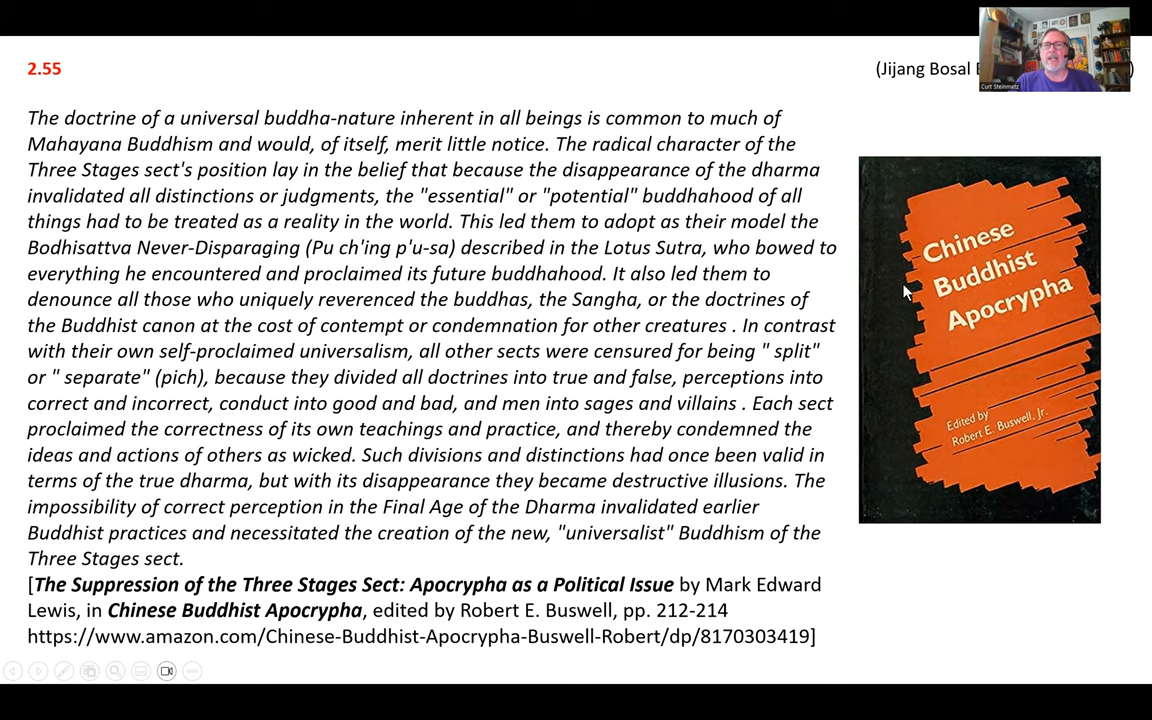 2.55
(Jijang Bosal
)
Curt Steinmetz
The doctrine of a universal buddha-nature inherent in all beings is common to much of
Mahayana Buddhism and would, of itself, merit little notice. The radical character of the
Three Stages sect's position lay in the belief that because the disappearance of the dharma
invalidated all distinctions or judgments, the "essential" or "potential" buddhahood of all
things had to be treated as a reality in the world. This led them to adopt as their model the
Bodhisattva Never-Disparaging (Pu ch'ing p'u-sa) described in the Lotus Sutra, who bowed to
everything he encountered and proclaimed its future buddhahood. It also led them to
denounce all those who uniquely reverenced the buddhas, the Sangha, or the doctrines of
the Buddhist canon at the cost of contempt or condemnation for other creatures . In contrast
with their own self-proclaimed universalism, all other sects were censured for being " split"
or " separate" (pich), because they divided all doctrines into true and false, perceptions into
correct and incorrect, conduct into good and bad, and men into sages and villains . Each sect
proclaimed the correctness of its own teachings and practice, and thereby condemned the
ideas and actions of others as wicked. Such divisions and distinctions had once been valid in
terms of the true dharma, but with its disappearance they became destructive illusions. The
impossibility of correct perception in the Final Age of the Dharma invalidated earlier
Buddhist practices and necessitated the creation of the new, "universalist" Buddhism of the
Three Stages sect.
[The Suppression of the Three Stages Sect: Apocrypha as a Political Issue by Mark Edward
Lewis, in Chinese Buddhist Apocrypha, edited by Robert E. Buswell, pp. 212-214
https://www.amazon.com/Chinese-Buddhist-Apocrypha-Buswell-Robert/dp/8170303419]
Chinese
Buddhist
Apocrypha
Edited by
Robert E. Buswell, Jr.